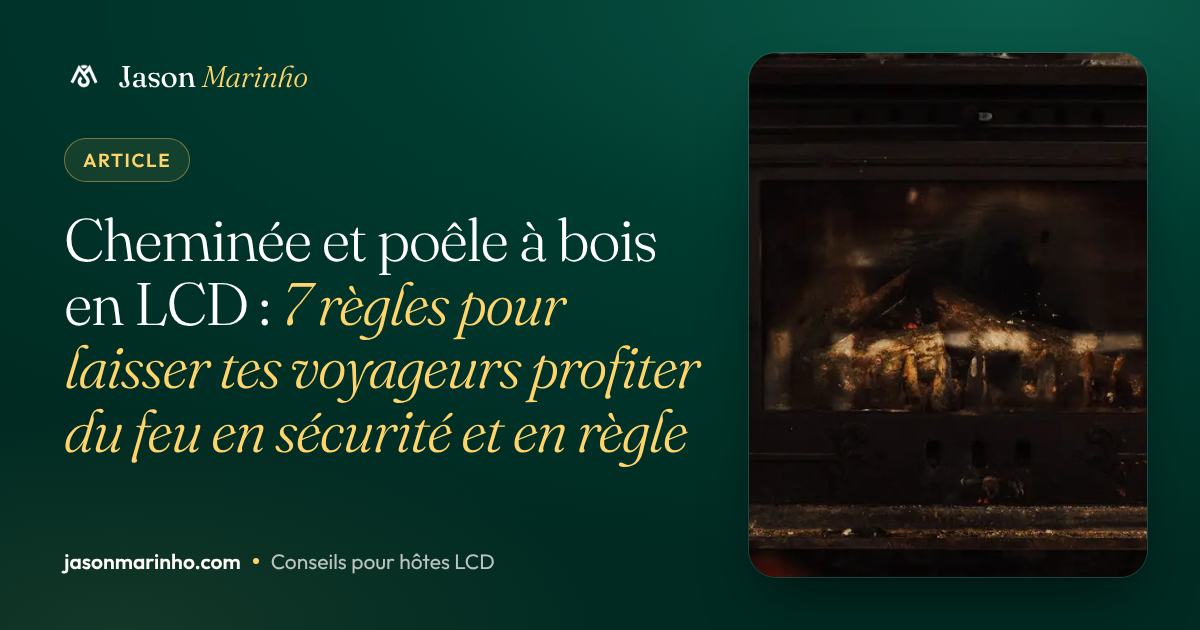 Jason Marinho
ARTICLE
Cheminée et poêle à bois
en LCD : 7 règles pour
laisser tes voyageurs profiter
du feu en sécurité et en règle
jasonmarinho.com • Conseils pour hôtes LCD